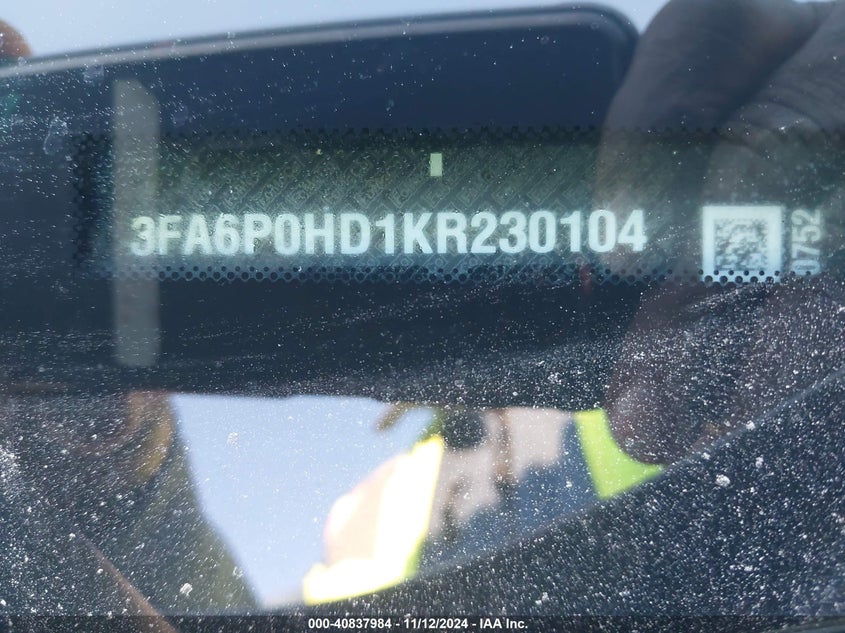 3FA6P0HD1KR230104
0752
000-40837984 - 11/12/2024 - IAA Inc.